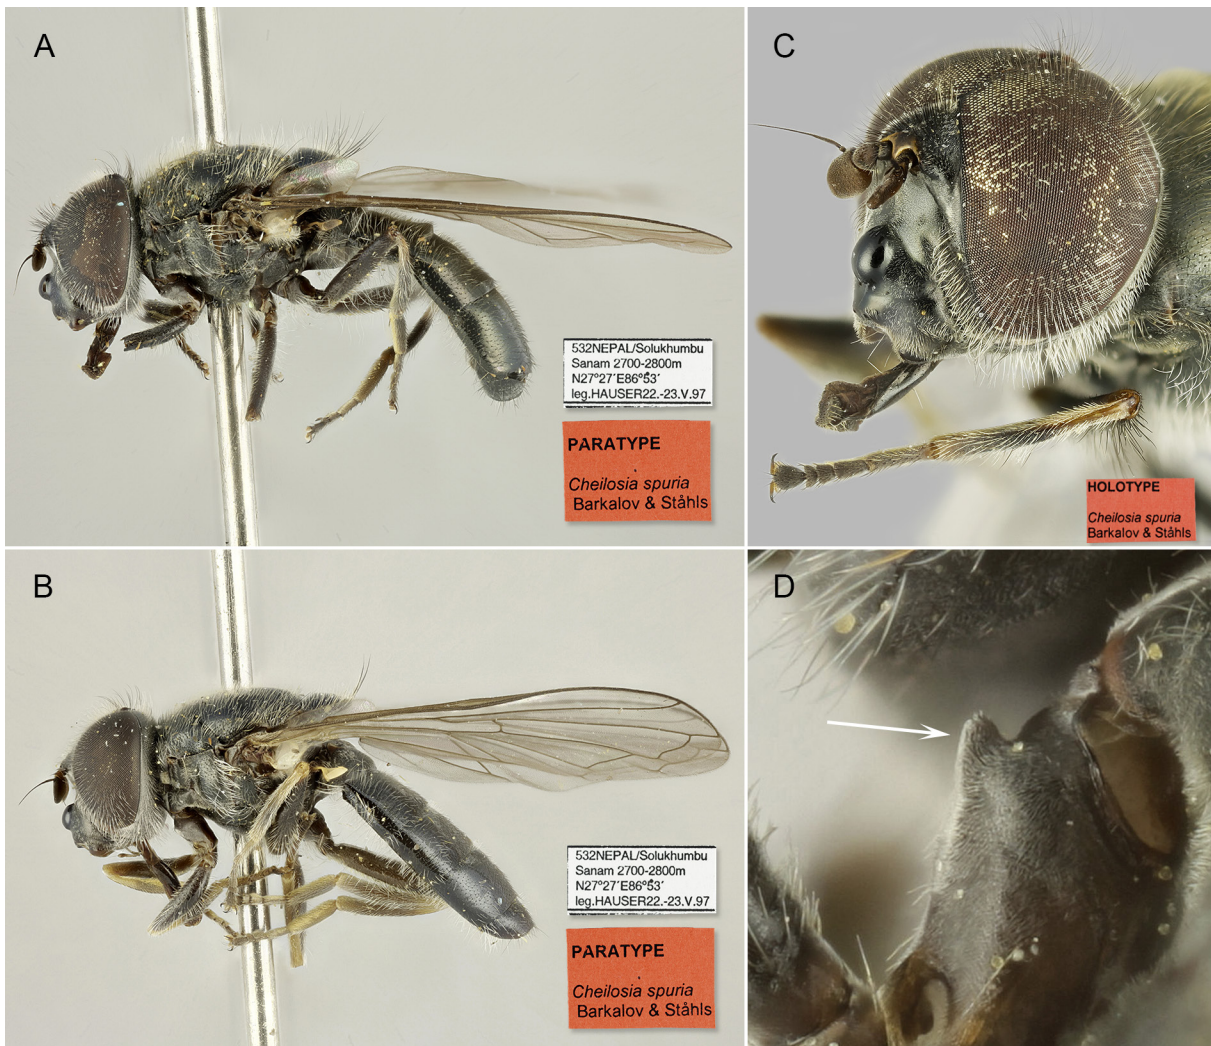 A
532NEPAL/Solukhumbu
Sanam 2700-2800m
N27°27´E86°53´
leg.HAUSER22.-23.V.97
PARATYPE
Cheilosia spuria
Barkalov & Ståhls
C
HOLOTYPE
Cheilosia spuria
Barkalov & Ståhls
B
532NEPAL/Solukhumbu
Sanam 2700-2800m
N27°27´E86°53´
leg.HAUSER22.-23.V.97
PARATYPE
Cheilosia spuria
Barkalov & Ståhls
D